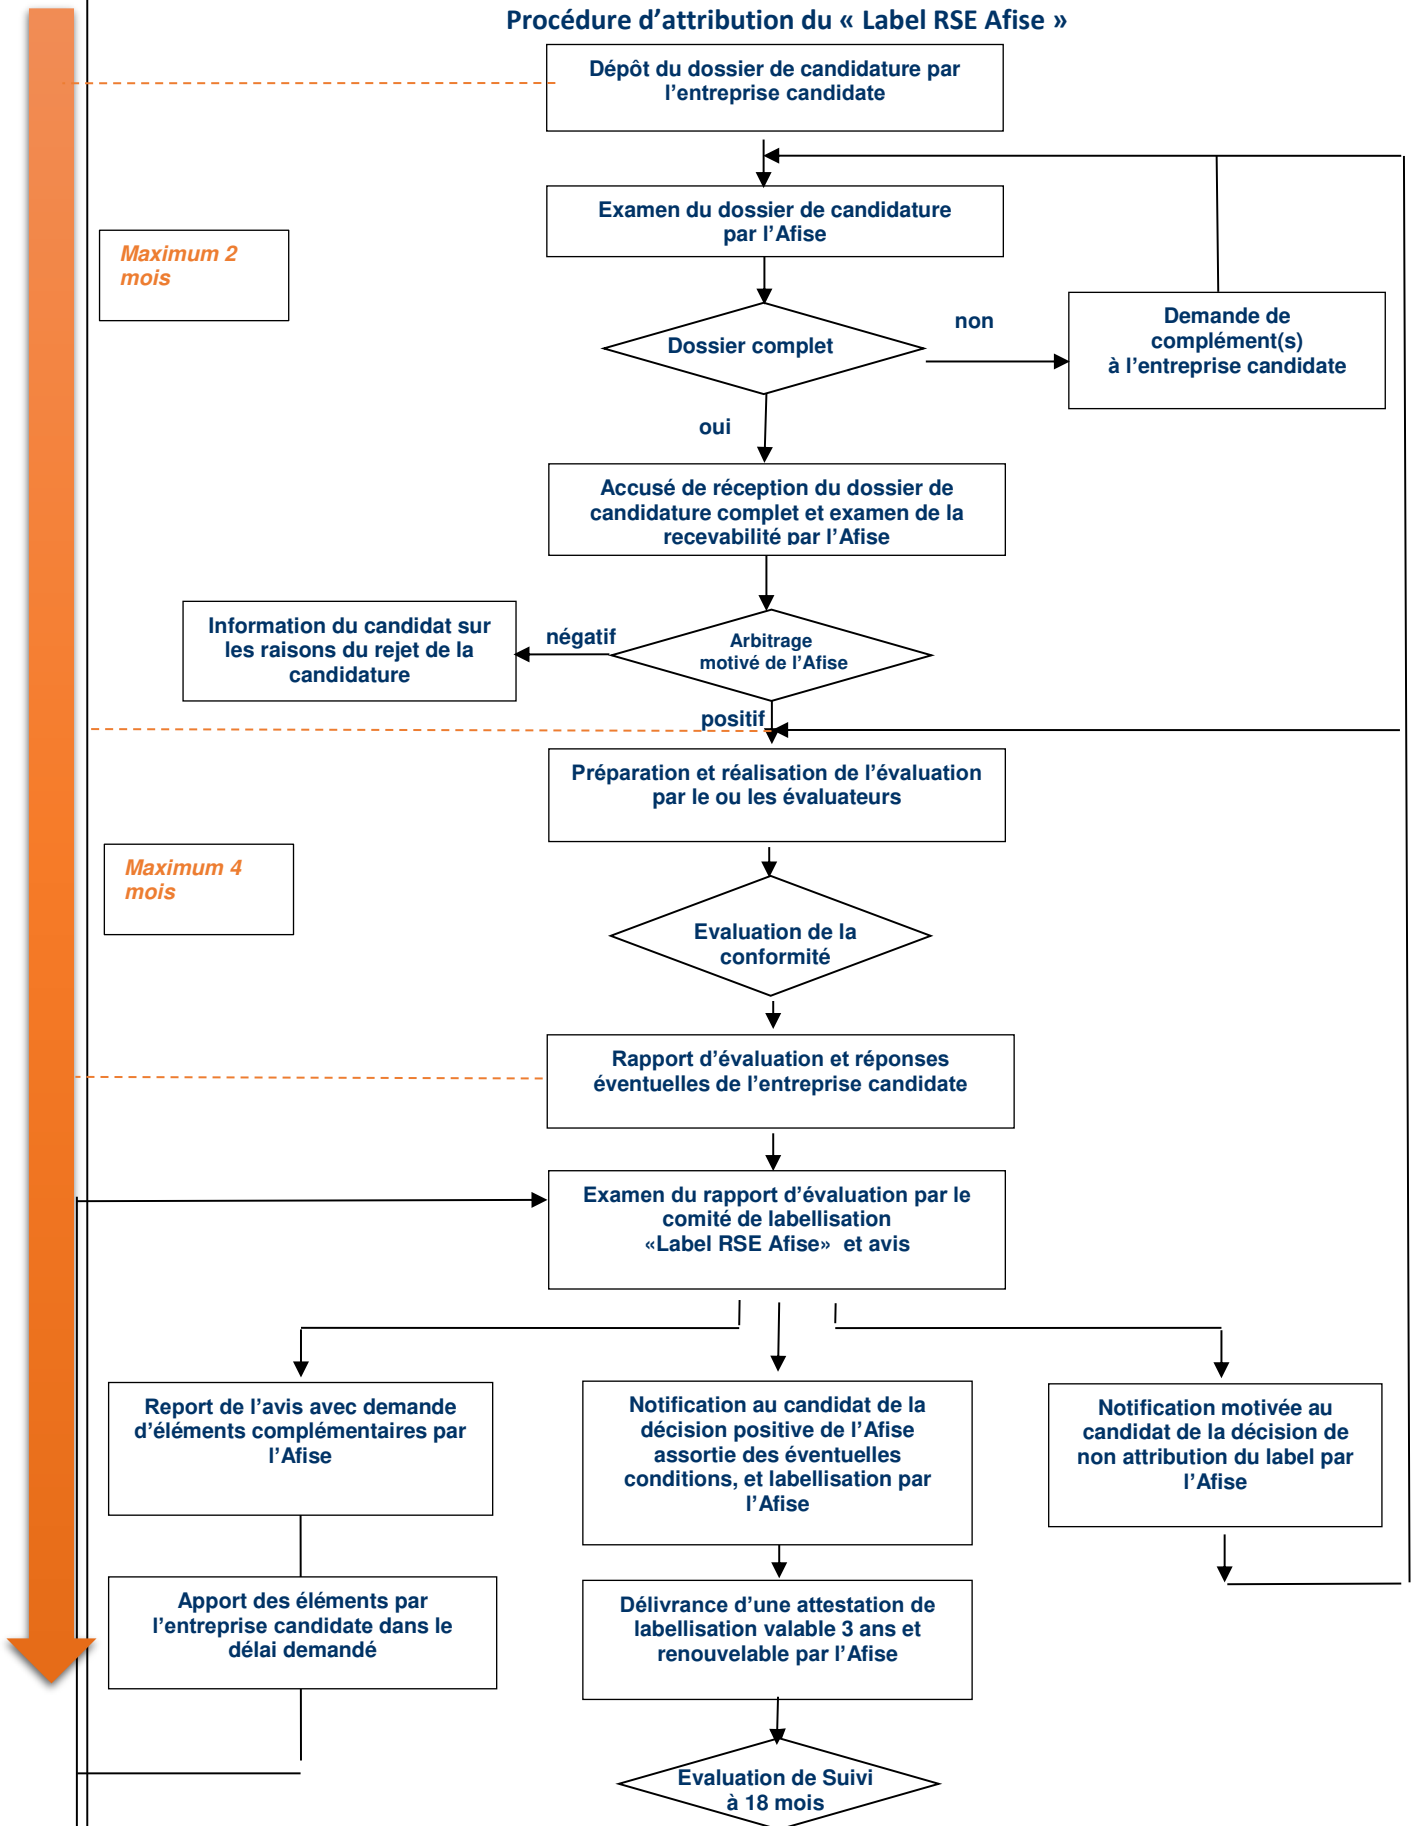 Procédure d’attribution du « Label RSE Afise »
Dépôt du dossier de candidature par
l’entreprise candidate
Examen du dossier de candidature
par l’Afise
Maximum 2
mois
Dossier complet
non
Demande de
complément(s)
à l’entreprise candidate
oui
Accusé de réception du dossier de
candidature complet et examen de la
recevabilité par l’Afise
Information du candidat sur
les raisons du rejet de la
candidature
négatif
Arbitrage
motivé de l’Afise
positif
Préparation et réalisation de l’évaluation
par le ou les évaluateurs
Maximum 4
mois
Evaluation de la
conformité
Rapport d’évaluation et réponses
éventuelles de l’entreprise candidate
Examen du rapport d’évaluation par le
comité de labellisation
«Label RSE Afise»  et avis
Report de l’avis avec demande
d’éléments complémentaires par
l’Afise
Notification au candidat de la
décision positive de l’Afise
assortie des éventuelles
conditions, et labellisation par
l’Afise
Notification motivée au
candidat de la décision de
non attribution du label par
l’Afise
Apport des éléments par
l’entreprise candidate dans le
délai demandé
Délivrance d’une attestation de
labellisation valable 3 ans et
renouvelable par l’Afise
Evaluation de Suivi
à 18 mois